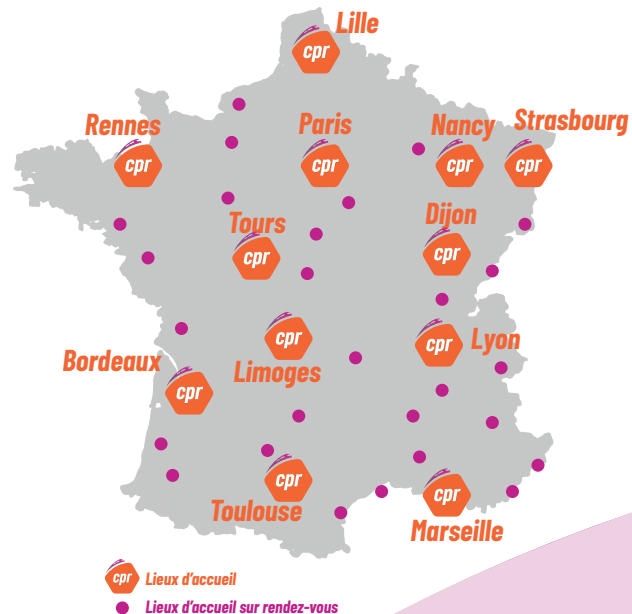 Lille
cpr
Rennes
cpr
Paris
cpr
Nancy
cpr
Strasbourg
cpr
Tours
cpr
Dijon
cpr
Limoges
cpr
Lyon
cpr
Bordeaux
cpr
Toulouse
cpr
Marseille
cpr
cpr Lieux d'accueil
Lieux d'accueil sur rendez-vous